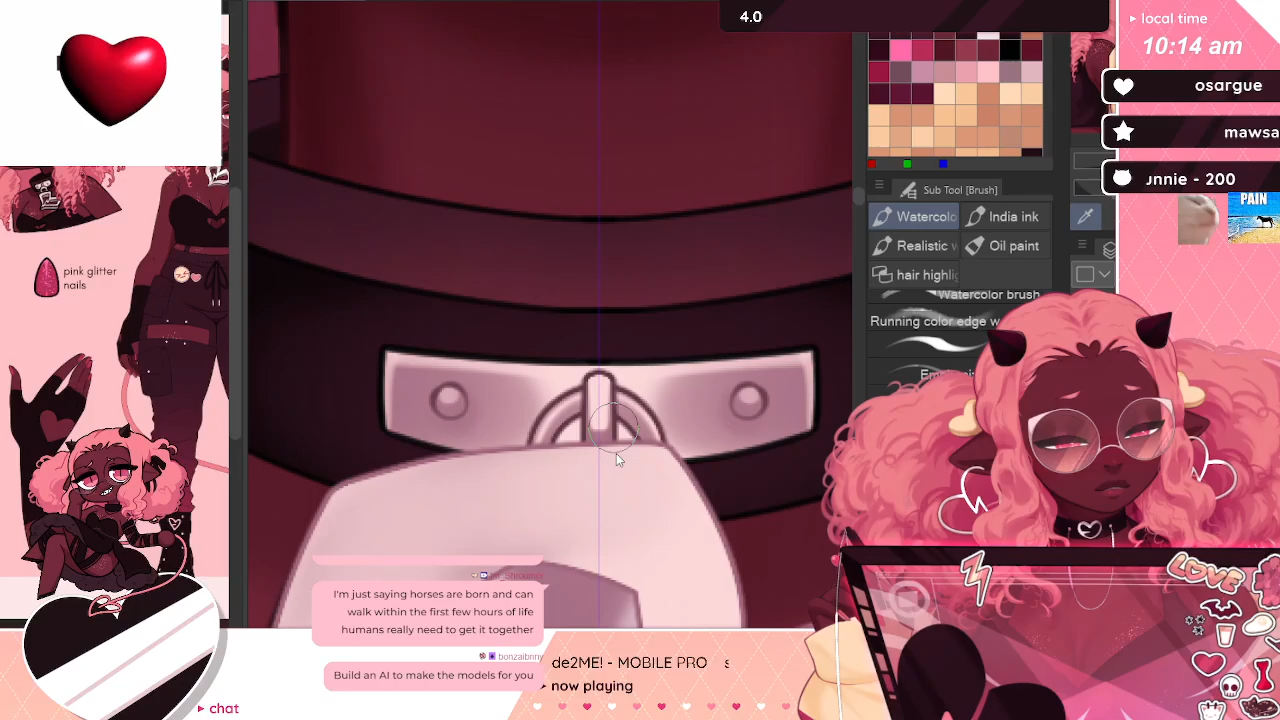 4.0
▸ local time
10:14 am
osargue
mawsa
nnie - 200
PAIN
pink glitter
nails
Sub Tool [Brush]
India ink
Realistic
Oil paint
hair highlig
Watercolor brush
Running color edge w
I'm just saying horses are born and can
walk within the first few hours of life
humans really need to get it together
bonzaibnny
Build an AI to make the models for you
▸ chat
de2ME! - MOBILE PRO s
▸ now playing
LOVE